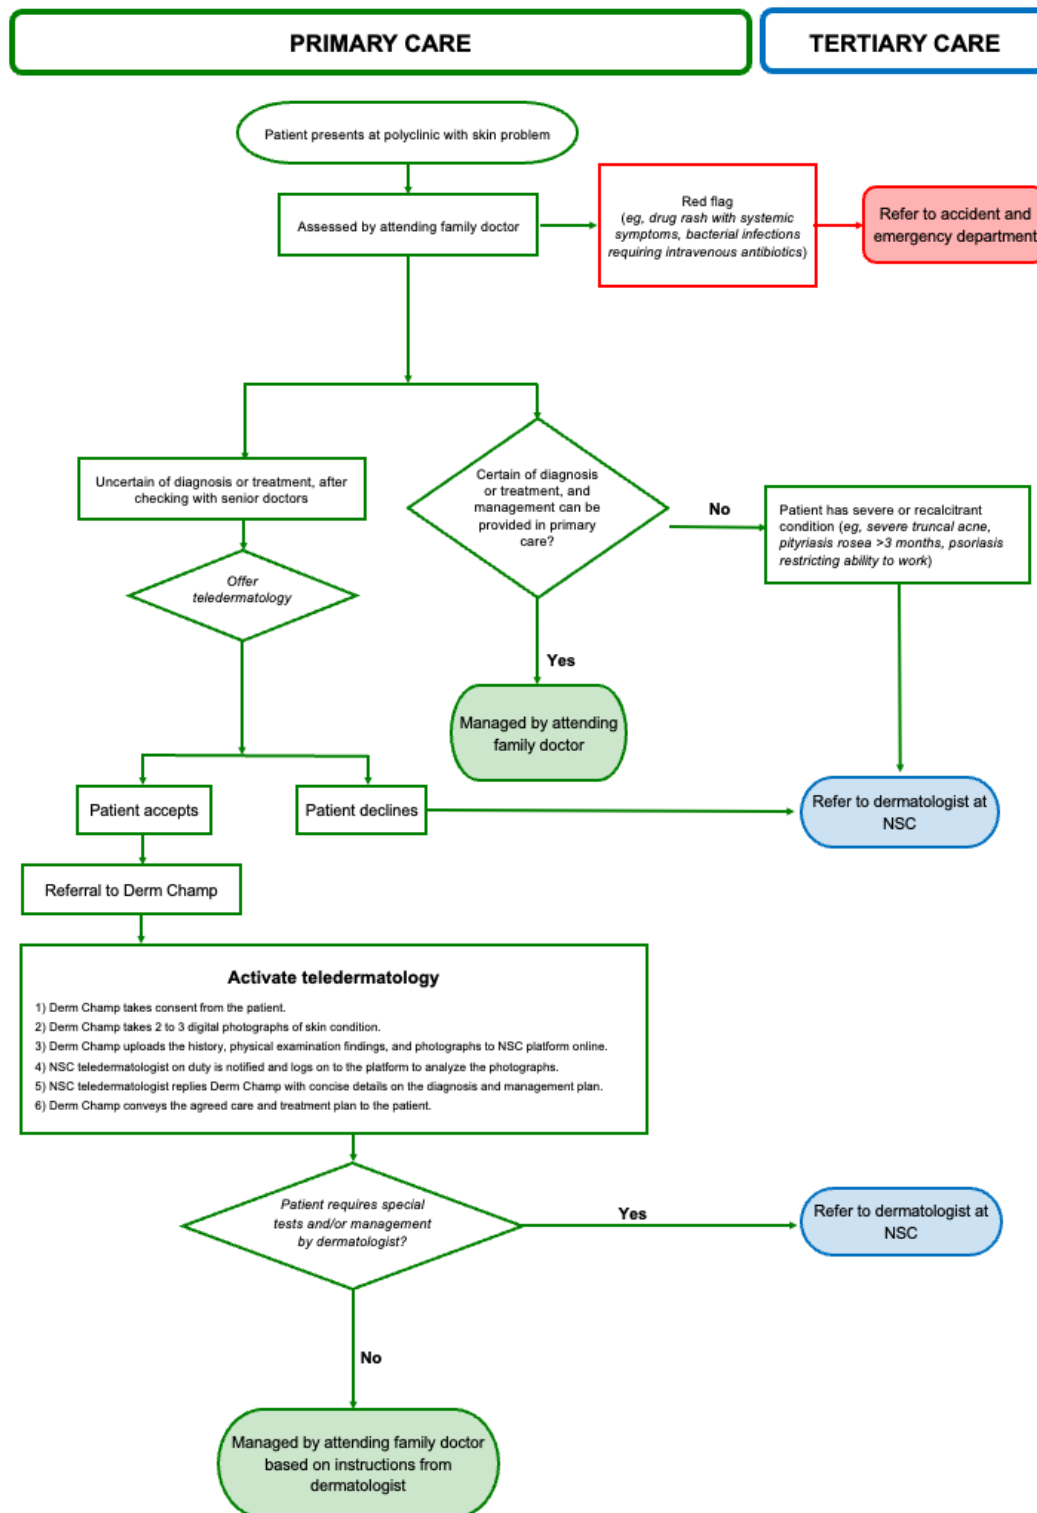 PRIMARY CARE
TERTIARY CARE
Patient presents at polyclinic with skin problem
Assessed by attending family doctor
Red flag
(eg, drug rash with systemic
symptoms, bacterial infections
requiring intravenous antibiotics)
Refer to accident and
emergency department
Uncertain of diagnosis or treatment, after
checking with senior doctors
Certain of diagnosis
or treatment, and
management can be
provided in primary
care?
No
Patient has severe or recalcitrant
condition (eg, severe truncal acne,
pityriasis rosea >3 months, psoriasis
restricting ability to work)
Offer
teledermatology
Yes
Managed by attending
family doctor
Patient accepts
Patient declines
Refer to dermatologist at
NSC
Referral to Derm Champ
Activate teledermatology
1) Derm Champ takes consent from the patient.
2) Derm Champ takes 2 to 3 digital photographs of skin condition.
3) Derm Champ uploads the history, physical examination findings, and photographs to NSC platform online.
4) NSC teledermatologist on duty is notified and logs on to the platform to analyze the photographs.
5) NSC teledermatologist replies Derm Champ with concise details on the diagnosis and management plan.
6) Derm Champ conveys the agreed care and treatment plan to the patient.
Patient requires special
tests and/or management
by dermatologist?
Yes
Refer to dermatologist at
NSC
No
Managed by attending family doctor
based on instructions from
dermatologist